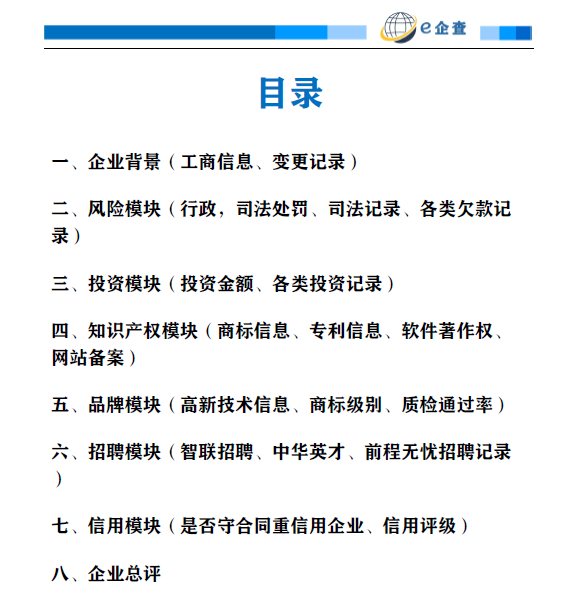 e企查
目录
一、企业背景（工商信息、变更记录）
二、风险模块（行政，司法处罚、司法记录、各类欠款记
录）
三、投资模块（投资金额、各类投资记录）
四、知识产权模块（商标信息、专利信息、软件著作权、
网站备案）
五、品牌模块（高新技术信息、商标级别、质检通过率）
六、招聘模块（智联招聘、中华英才、前程无忧招聘记录
）
七、信用模块（是否守合同重信用企业、信用评级）
八、企业总评